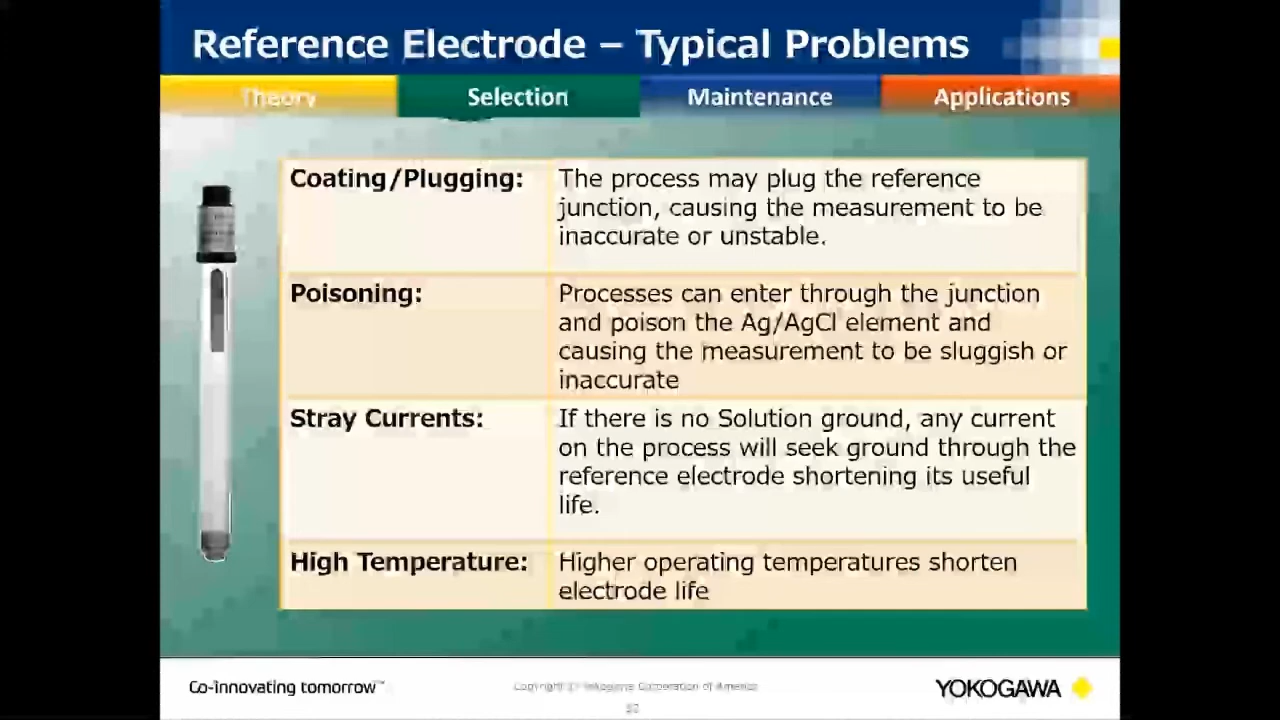 Reference Electrode – Typical Problems
Theory
Selection
Maintenance
Applications
Coating/Plugging:
The process may plug the reference
junction, causing the measurement to be
inaccurate or unstable.
Poisoning:
Processes can enter through the junction
and poison the Ag/AgCl element and
causing the measurement to be sluggish or
inaccurate
Stray Currents:
If there is no Solution ground, any current
on the process will seek ground through the
reference electrode shortening its useful
life.
High Temperature:
Higher operating temperatures shorten
electrode life
Co-innovating tomorrow™
Yokogawa Corporation of America
YOKOGAWA